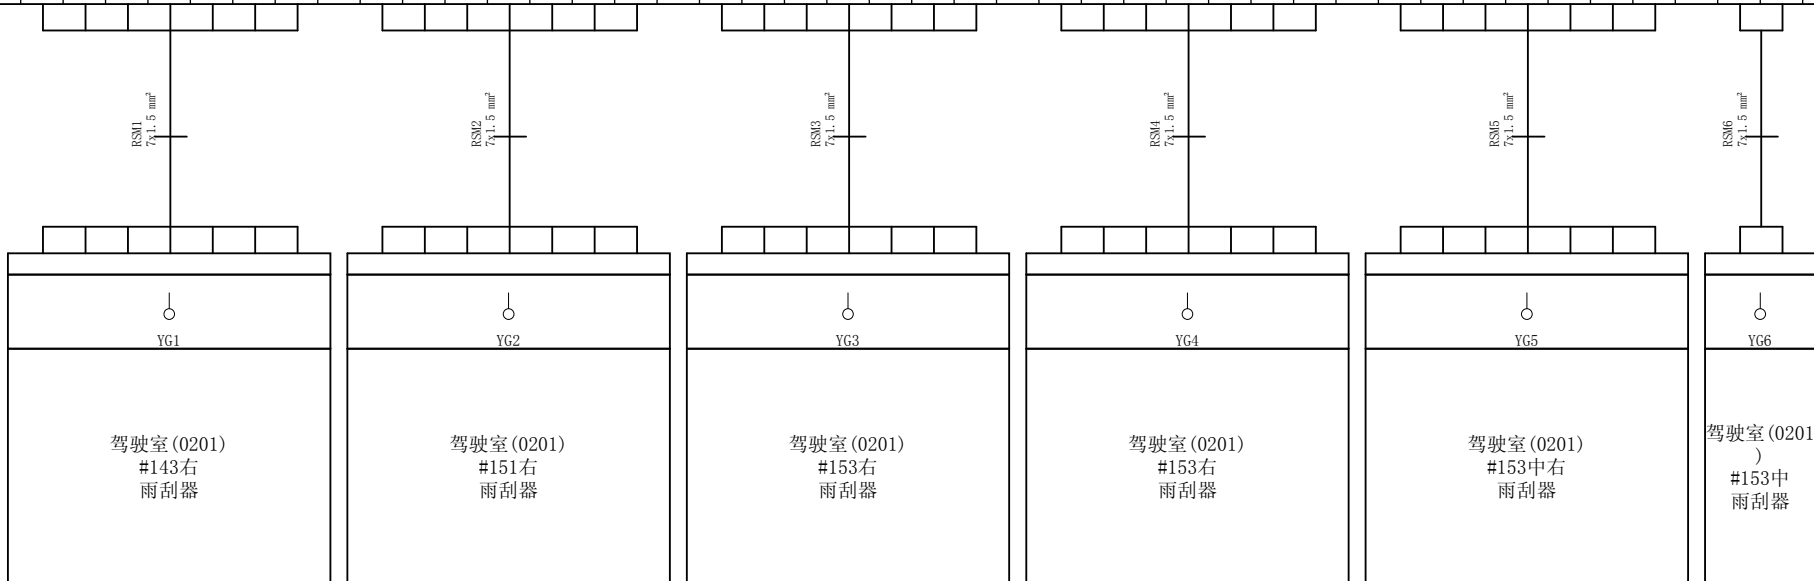 RSM1
7x1.5 mm²
RSM2
7x1.5 mm²
RSM3
7x1.5 mm²
RSM4
7x1.5 mm²
RSM5
7x1.5 mm²
RSM6
7x1.5 mm²
YG1
YG2
YG3
YG4
YG5
YG6
驾驶室(0201)
#143右
雨刮器
驾驶室(0201)
#151右
雨刮器
驾驶室(0201)
#153右
雨刮器
驾驶室(0201)
#153右
雨刮器
驾驶室(0201)
#153中右
雨刮器
驾驶室(0201
)
#153中
雨刮器